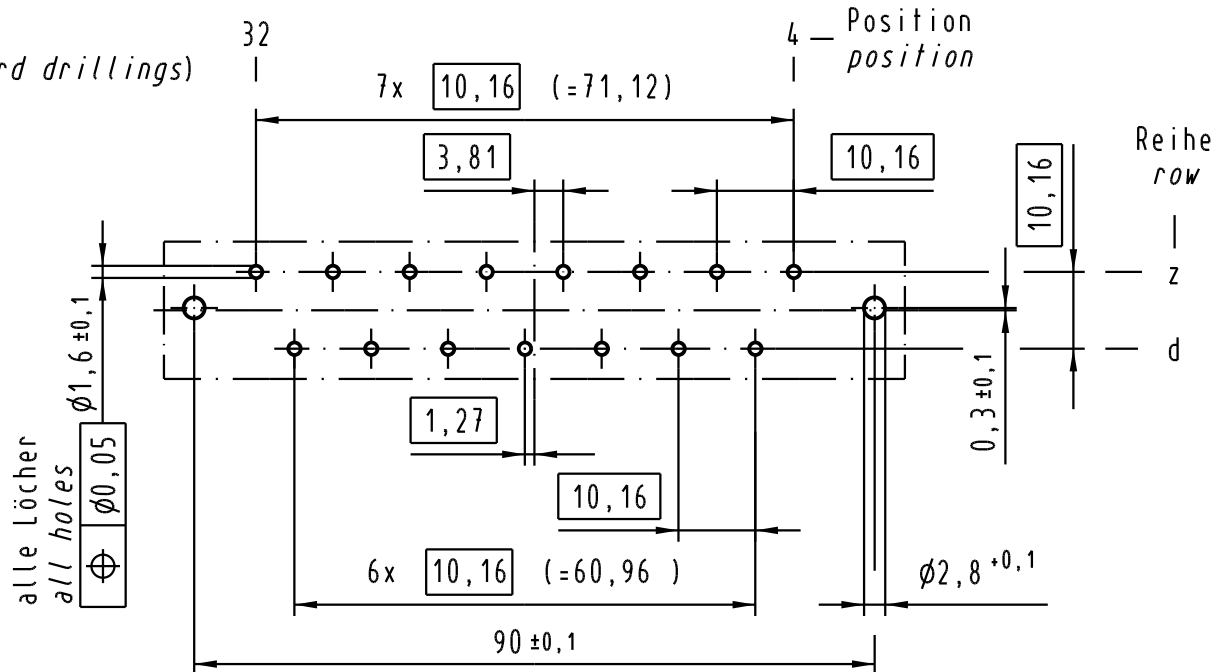 32
4 — Position
position
rd drillings)
7x 10,16 (=71,12)
3,81
10,16
10,16
Reihe
row
z
d
ø1,6 ±0,1
0,3 ±0,1
1,27
alle Löcher
all holes
⌖ ø0,05
10,16
6x 10,16 (=60,96 )
ø2,8 +0,1
90 ±0,1